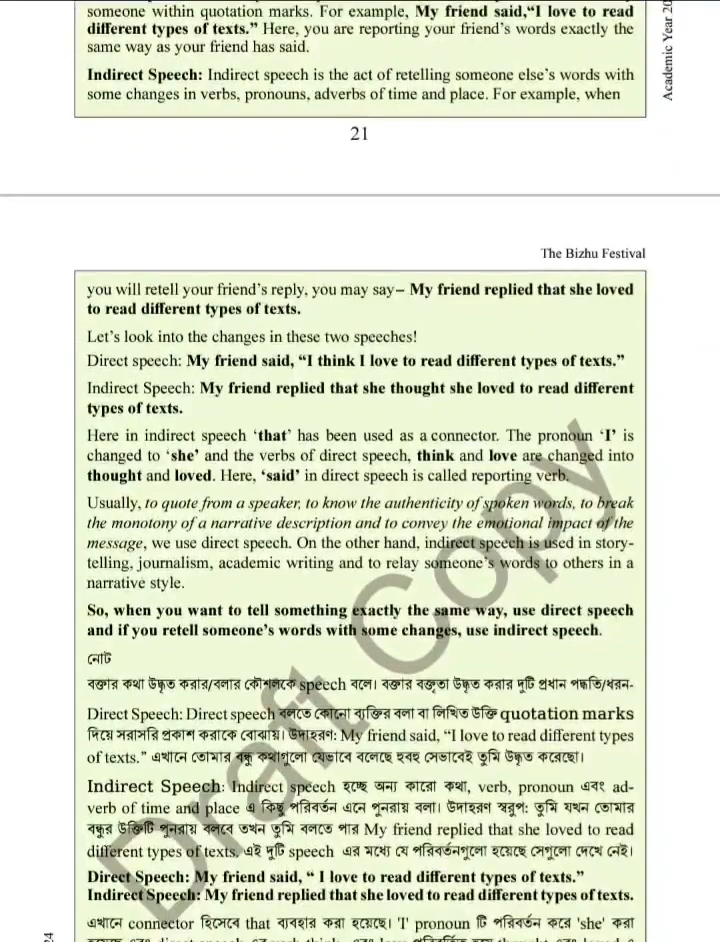 someone within quotation marks. For example, My friend said,“I love to read
different types of texts.” Here, you are reporting your friend’s words exactly the
same way as your friend has said.
Indirect Speech: Indirect speech is the act of retelling someone else’s words with
some changes in verbs, pronouns, adverbs of time and place. For example, when
Academic Year 20
21
The Bizhu Festival
you will retell your friend’s reply, you may say– My friend replied that she loved
to read different types of texts.
Let’s look into the changes in these two speeches!
Direct speech: My friend said, “I think I love to read different types of texts.”
Indirect Speech: My friend replied that she thought she loved to read different
types of texts.
Here in indirect speech ‘that’ has been used as a connector. The pronoun ‘I’ is
changed to ‘she’ and the verbs of direct speech, think and love are changed into
thought and loved. Here, ‘said’ in direct speech is called reporting verb.
Usually, to quote from a speaker, to know the authenticity of spoken words, to break
the monotony of a narrative description and to convey the emotional impact of the
message, we use direct speech. On the other hand, indirect speech is used in story-
telling, journalism, academic writing and to relay someone’s words to others in a
narrative style.
So, when you want to tell something exactly the same way, use direct speech
and if you retell someone’s words with some changes, use indirect speech.
নোট
বক্তার কথা উদ্ধৃত করার/বলার কৌশলকে speech বলে। বক্তার বক্তৃতা উদ্ধৃত করার দুটি প্রধান পদ্ধতি/ধরন-
Direct Speech: Direct speech বলতে কোনো ব্যক্তির বলা বা লিখিত উক্তি quotation marks
দিয়ে সরাসরি প্রকাশ করাকে বোঝায়। উদাহরণ: My friend said, “I love to read different types
of texts.” এখানে তোমার বন্ধু কথাগুলো যেভাবে বলেছে হুবহু সেভাবেই তুমি উদ্ধৃত করেছো।
Indirect Speech: Indirect speech হচ্ছে অন্য কারো কথা, verb, pronoun এবং ad-
verb of time and place এ কিছু পরিবর্তন এনে পুনরায় বলা। উদাহরণ স্বরুপ: তুমি যখন তোমার
বন্ধুর উক্তিটি পুনরায় বলবে তখন তুমি বলতে পার My friend replied that she loved to read
different types of texts. এই দুটি speech এর মধ্যে যে পরিবর্তনগুলো হয়েছে সেগুলো দেখে নেই।
Direct Speech: My friend said, “ I love to read different types of texts.”
Indirect Speech: My friend replied that she loved to read different types of texts.
এখানে connector হিসেবে that ব্যবহার করা হয়েছে। 'I' pronoun টি পরিবর্তন করে 'she' করা
24
Draft Copy